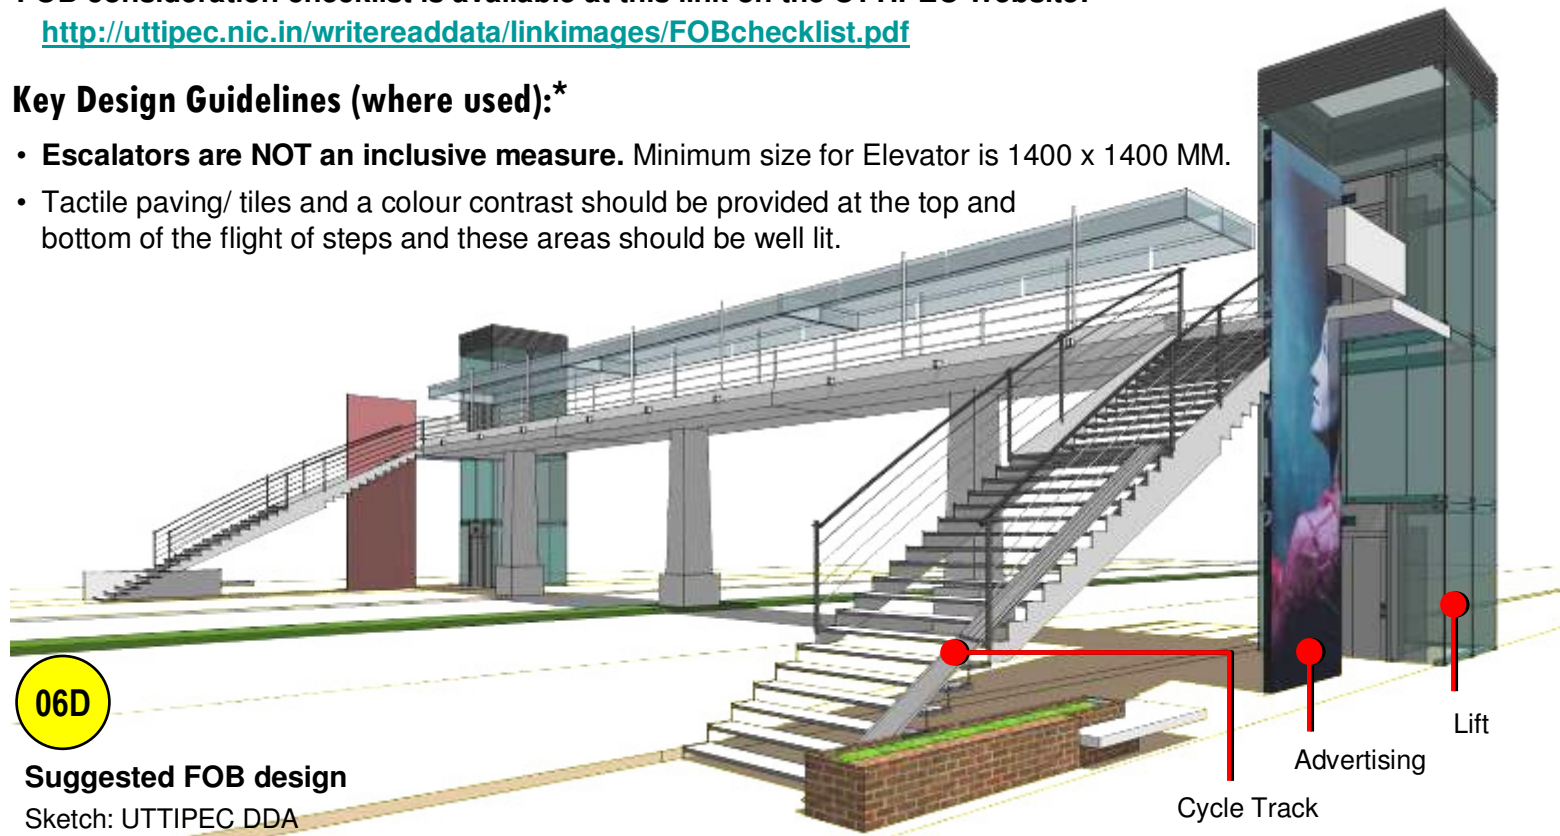 http://uttipec.nic.in/writereaddata/linkimages/FOBchecklist.pdf
Key Design Guidelines (where used):*
• Escalators are NOT an inclusive measure. Minimum size for Elevator is 1400 x 1400 MM.
• Tactile paving/ tiles and a colour contrast should be provided at the top and
bottom of the flight of steps and these areas should be well lit.
06D
Suggested FOB design
Sketch: UTTIPEC DDA
Lift
Advertising
Cycle Track